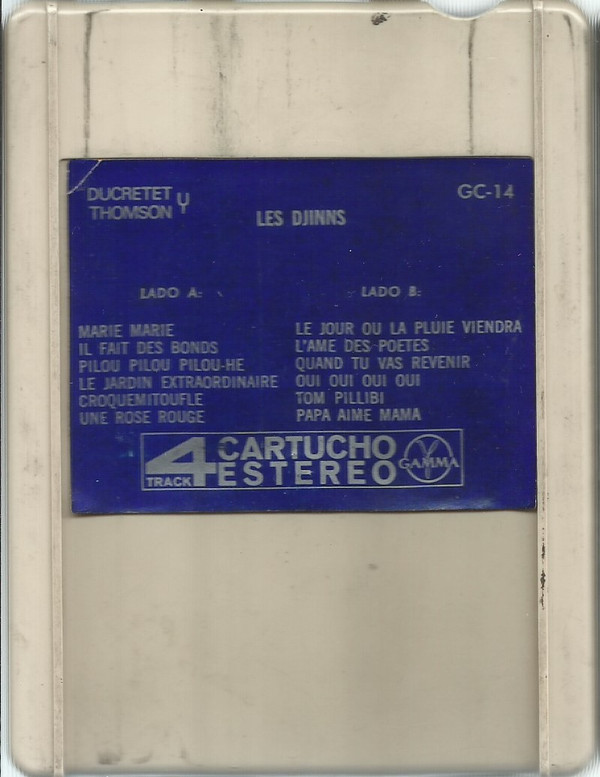 DUCRETET Y
THOMSON
GC-14
LES DJINNS
LADO A:
MARIE MARIE
IL FAIT DES BONDS
PILOU PILOU PILOU-HE
LE JARDIN EXTRAORDINAIRE
CROQUEMITOUFLE
UNE ROSE ROUGE
LADO B:
LE JOUR OU LA PLUIE VIENDRA
L'AME DES POETES
QUAND TU VAS REVENIR
OUI OUI OUI OUI
TOM PILLIBI
PAPA AIME MAMA
4 TRACK
CARTUCHO
ESTEREO
GAMMA